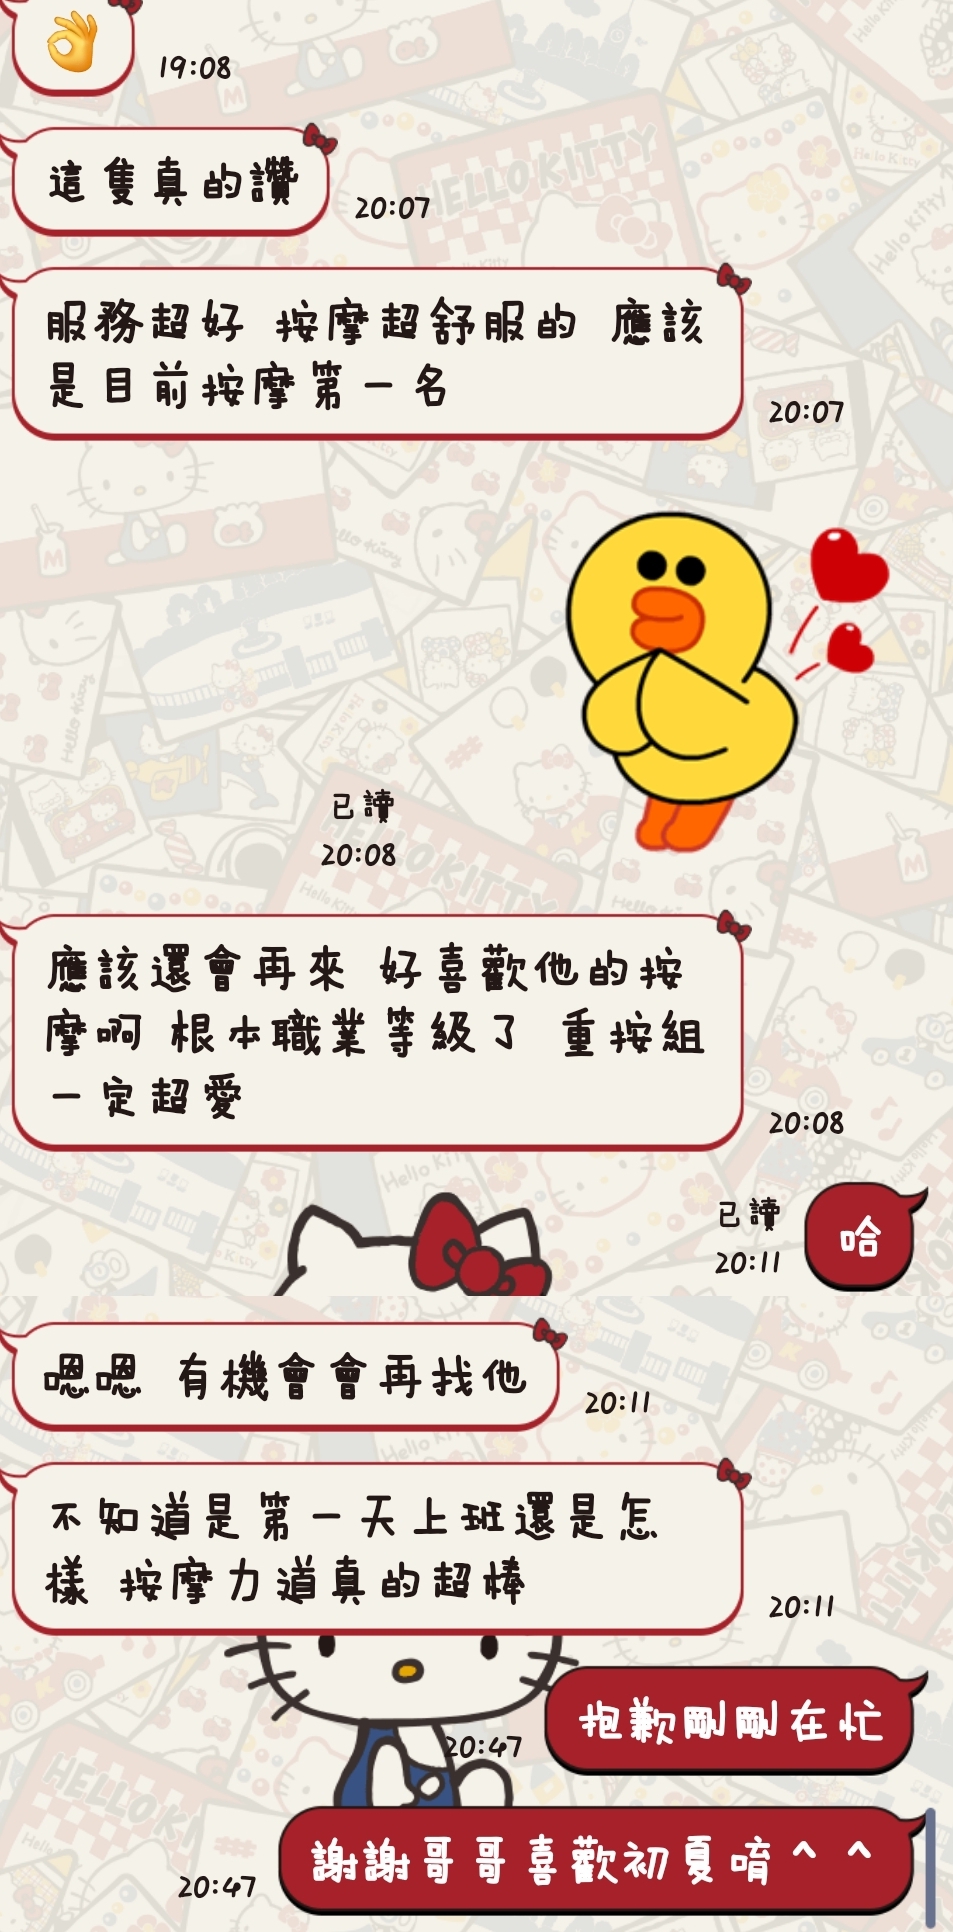 👌
19:08
這隻真的讚
20:07
服務超好 按摩超舒服的 應該
是目前按摩第一名
20:07
已讀
20:08
應該還會再來 好喜歡他的按
摩啊 根本職業等級了 重按組
一定超愛
20:08
已讀
20:11
哈
嗯嗯 有機會會再找他
20:11
不知道是第一天上班還是怎
樣 按摩力道真的超棒
20:11
抱歉剛剛在忙
20:47
謝謝哥哥喜歡初夏唷^ ^
20:47
HELLO KITTY
Hello Kitty